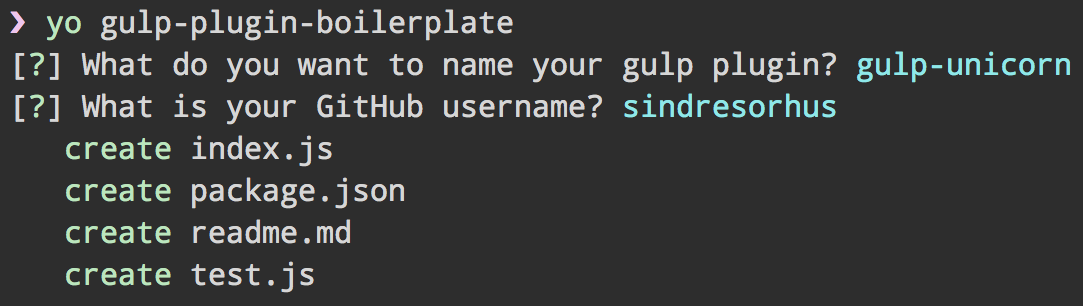 ❯ yo gulp-plugin-boilerplate
[?] What do you want to name your gulp plugin? gulp-unicorn
[?] What is your GitHub username? sindresorhus
create index.js
create package.json
create readme.md
create test.js